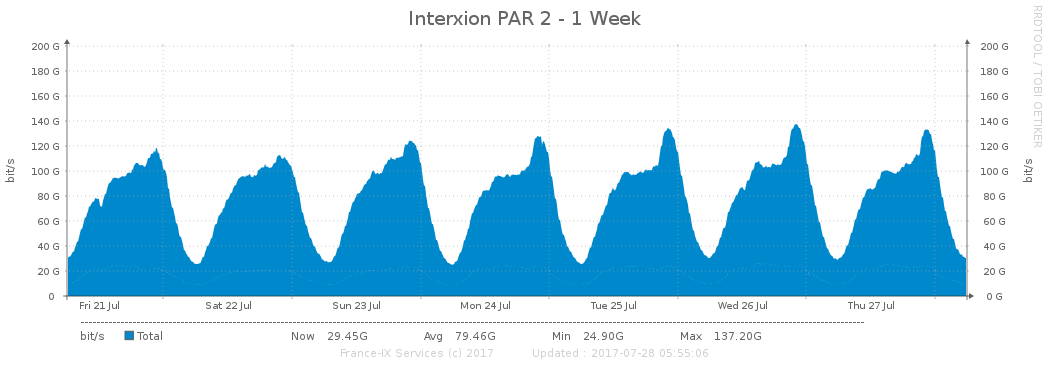 Interxion PAR 2 - 1 Week
RRDTOOL / TOBI OETIKER
200 G 200 G
180 G 180 G
160 G 160 G
140 G 140 G
120 G 120 G
100 G 100 G
80 G 80 G
60 G 60 G
40 G 40 G
20 G 20 G
0 0 G
bit/s bit/s
Fri 21 Jul Sat 22 Jul Sun 23 Jul Mon 24 Jul Tue 25 Jul Wed 26 Jul Thu 27 Jul
bit/s Total Now 29.45G Avg 79.46G Min 24.90G Max 137.20G
France-IX Services (c) 2017 Updated : 2017-07-28 05:55:06